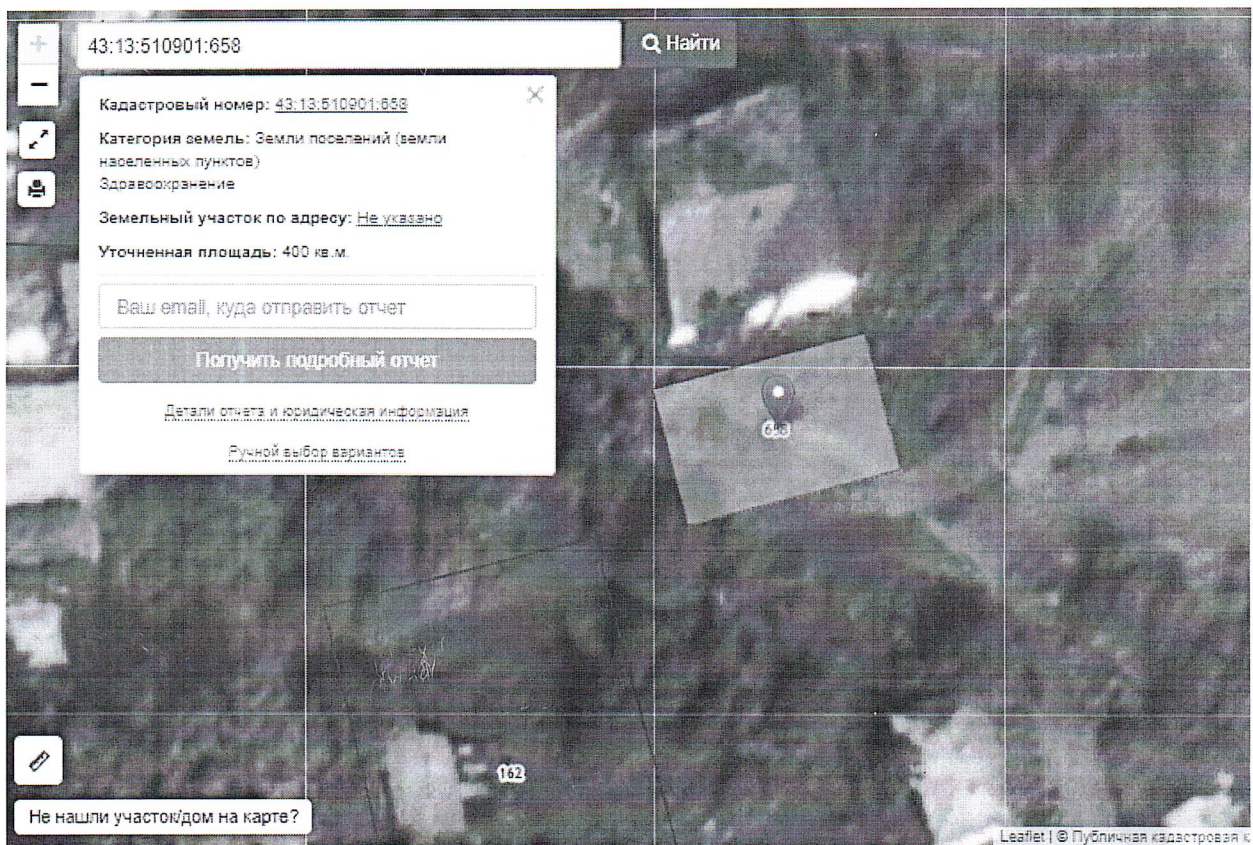 +
43:13:510901:658
Найти
−
Кадастровый номер: 43:13:510901:658
×
Категория земель: Земли поселений (земли
населенных пунктов)
Здравоохранение
Земельный участок по адресу: Не указано
Уточненная площадь: 400 кв.м.
Ваш email, куда отправить отчет
Получить подробный отчет
Детали отчета и юридическая информация
Ручной выбор вариантов
658
162
Не нашли участок/дом на карте?
Leaflet | © Публичная кадастровая к